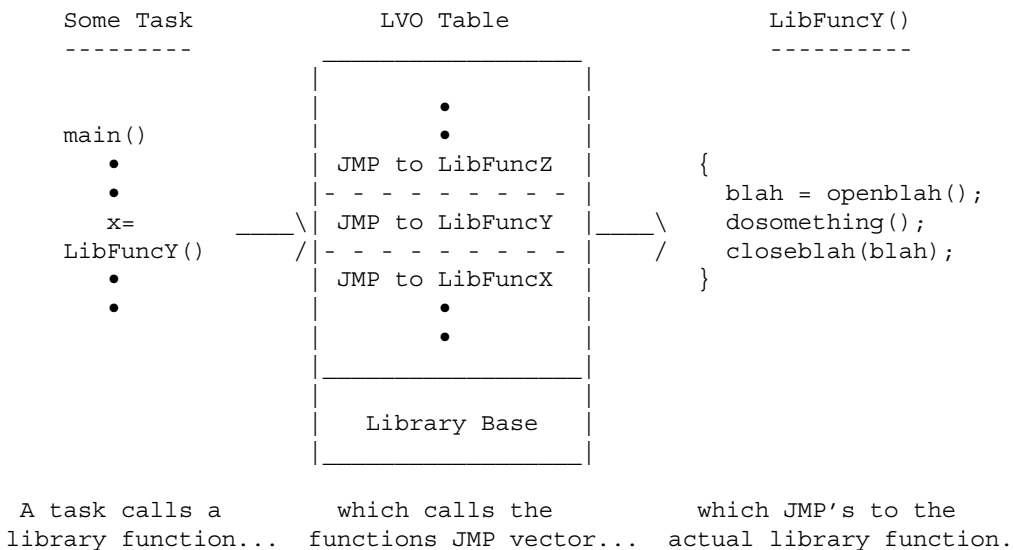 Some Task LVO Table LibFuncY()
--------- ----------
•
main() •
• JMP to LibFuncZ {
• - - - - - - - - - blah = openblah();
x= JMP to LibFuncY dosomething();
LibFuncY() - - - - - - - - - closeblah(blah);
• JMP to LibFuncX }
• •
•
Library Base
A task calls a which calls the which JMP's to the
library function... functions JMP vector... actual library function.